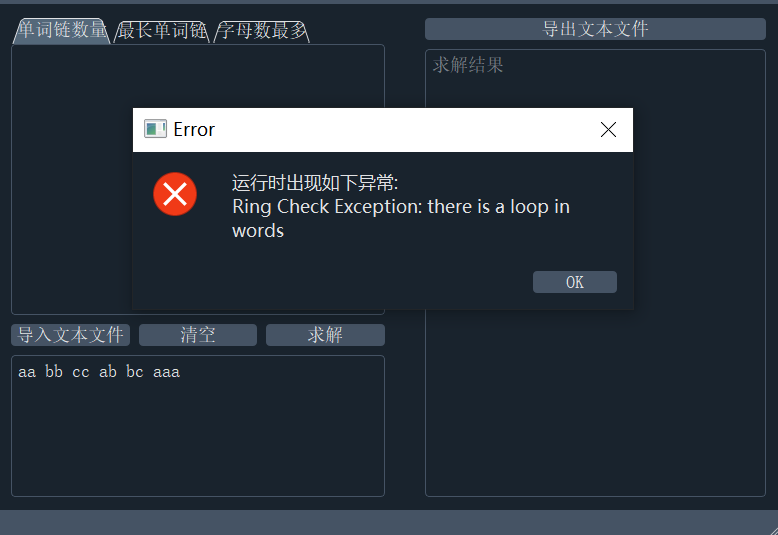 单词链数量 最长单词链 字母数最多
导出文本文件
求解结果
Error
运行时出现如下异常:
Ring Check Exception: there is a loop in
words
OK
导入文本文件 清空 求解
aa bb cc ab bc aaa